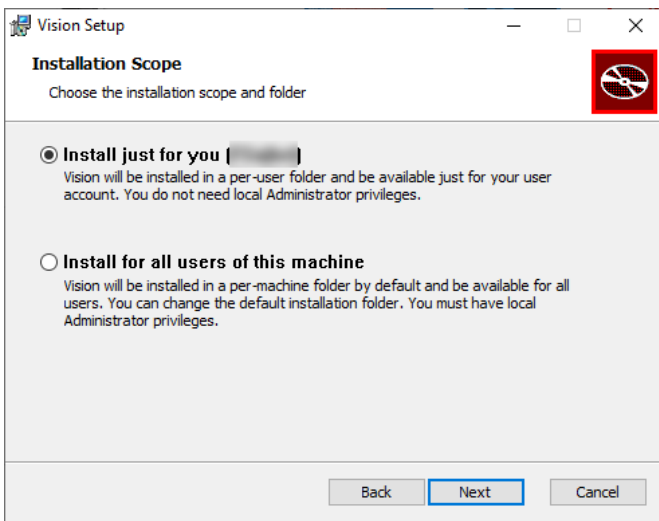 Vision Setup
Installation Scope
Choose the installation scope and folder
Install just for you (
Vision will be installed in a per-user folder and be available just for your user
account. You do not need local Administrator privileges.
Install for all users of this machine
Vision will be installed in a per-machine folder by default and be available for all
users. You can change the default installation folder. You must have local
Administrator privileges.
Back Next Cancel